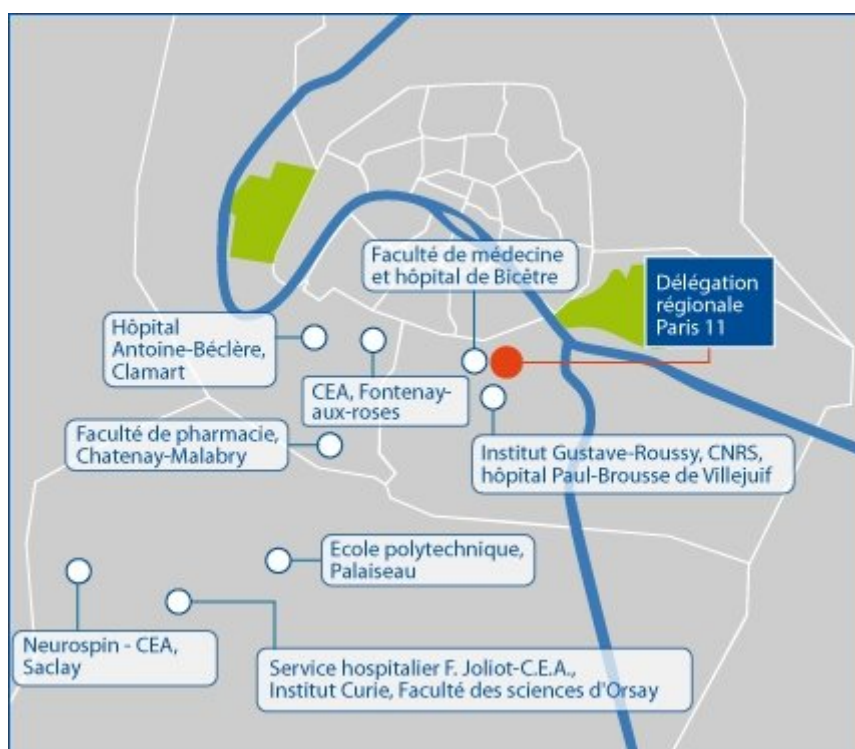 Faculté de médecine
et hôpital de Bicêtre
Délégation
régionale
Paris 11
Hôpital
Antoine-Béclère,
Clamart
CEA, Fontenay-
aux-roses
Faculté de pharmacie,
Chatenay-Malabry
Institut Gustave-Roussy, CNRS,
hôpital Paul-Brousse de Villejuif
Ecole polytechnique,
Palaiseau
Neurospin - CEA,
Saclay
Service hospitalier F. Joliot-C.E.A.,
Institut Curie, Faculté des sciences d'Orsay